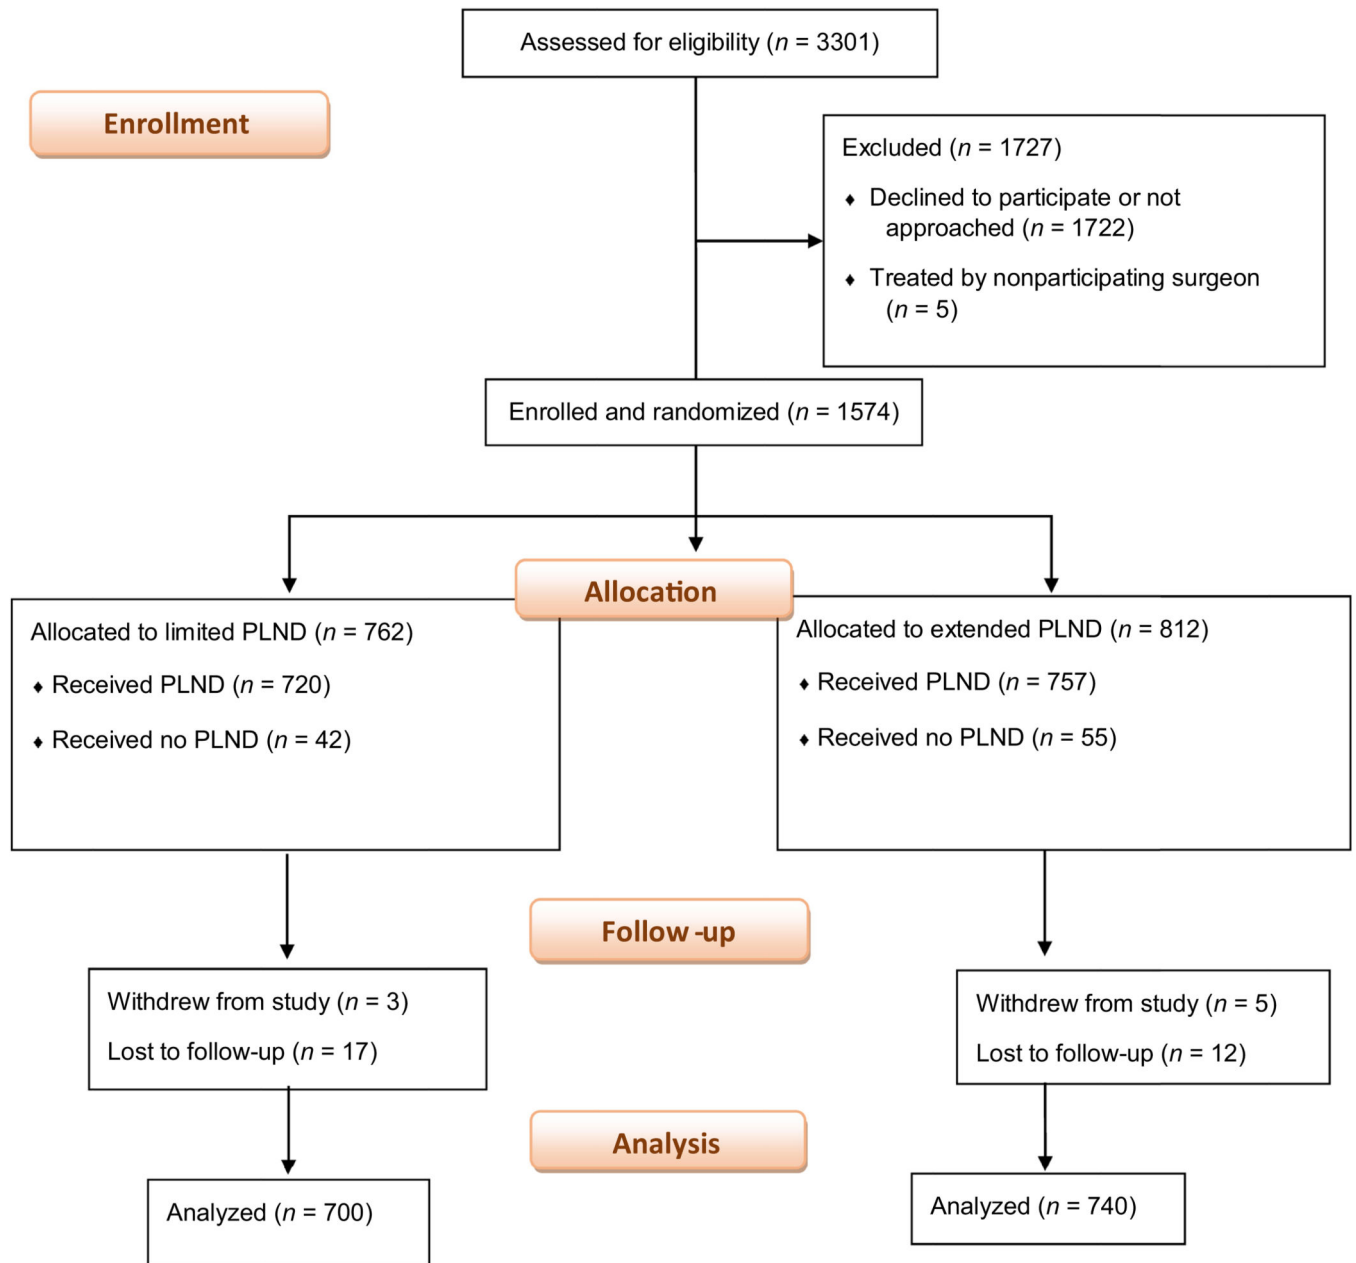 Assessed for eligibility (n = 3301)
Enrollment
Excluded (n = 1727)
♦ Declined to participate or not
approached (n = 1722)
♦ Treated by nonparticipating surgeon
(n = 5)
Enrolled and randomized (n = 1574)
Allocation
Allocated to limited PLND (n = 762)
♦ Received PLND (n = 720)
♦ Received no PLND (n = 42)
Allocated to extended PLND (n = 812)
♦ Received PLND (n = 757)
♦ Received no PLND (n = 55)
Follow-up
Withdrew from study (n = 3)
Lost to follow-up (n = 17)
Withdrew from study (n = 5)
Lost to follow-up (n = 12)
Analysis
Analyzed (n = 700)
Analyzed (n = 740)